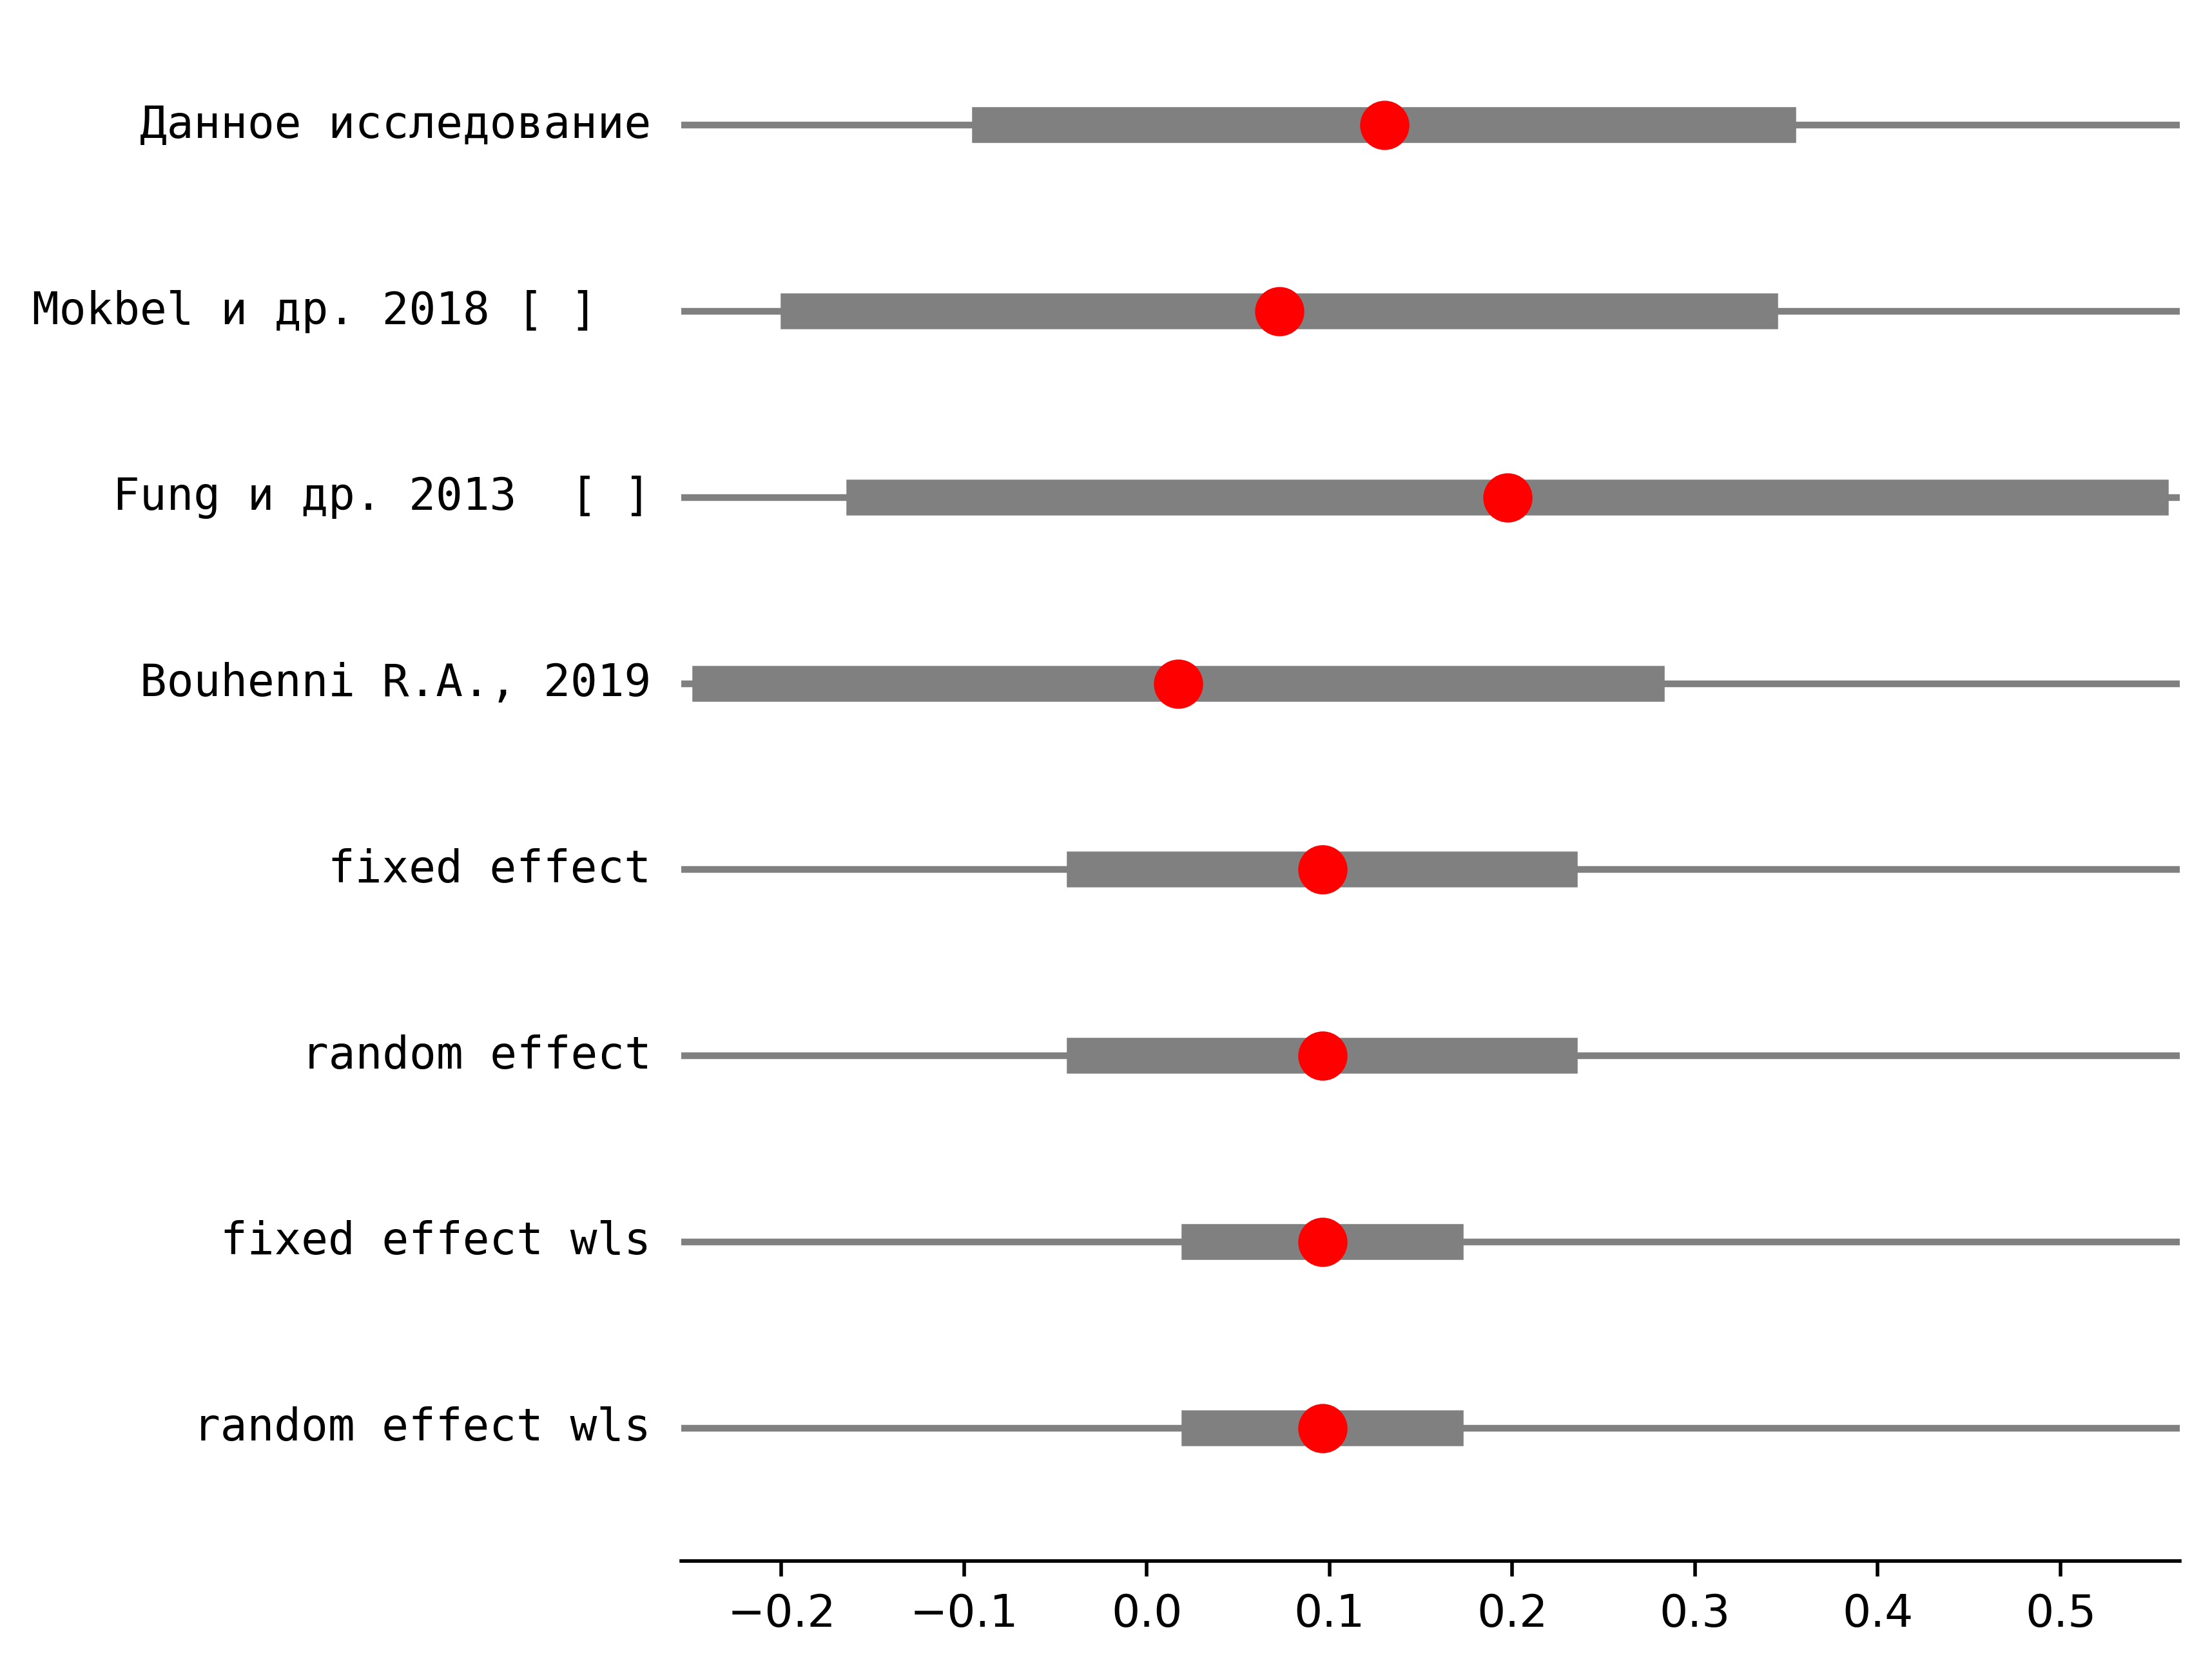 Данное исследование
Mokbel и др. 2018 [ ]
Fung и др. 2013  [ ]
Bouhenni R.A., 2019
fixed effect
random effect
fixed effect wls
random effect wls
−0.2 −0.1 0.0 0.1 0.2 0.3 0.4 0.5